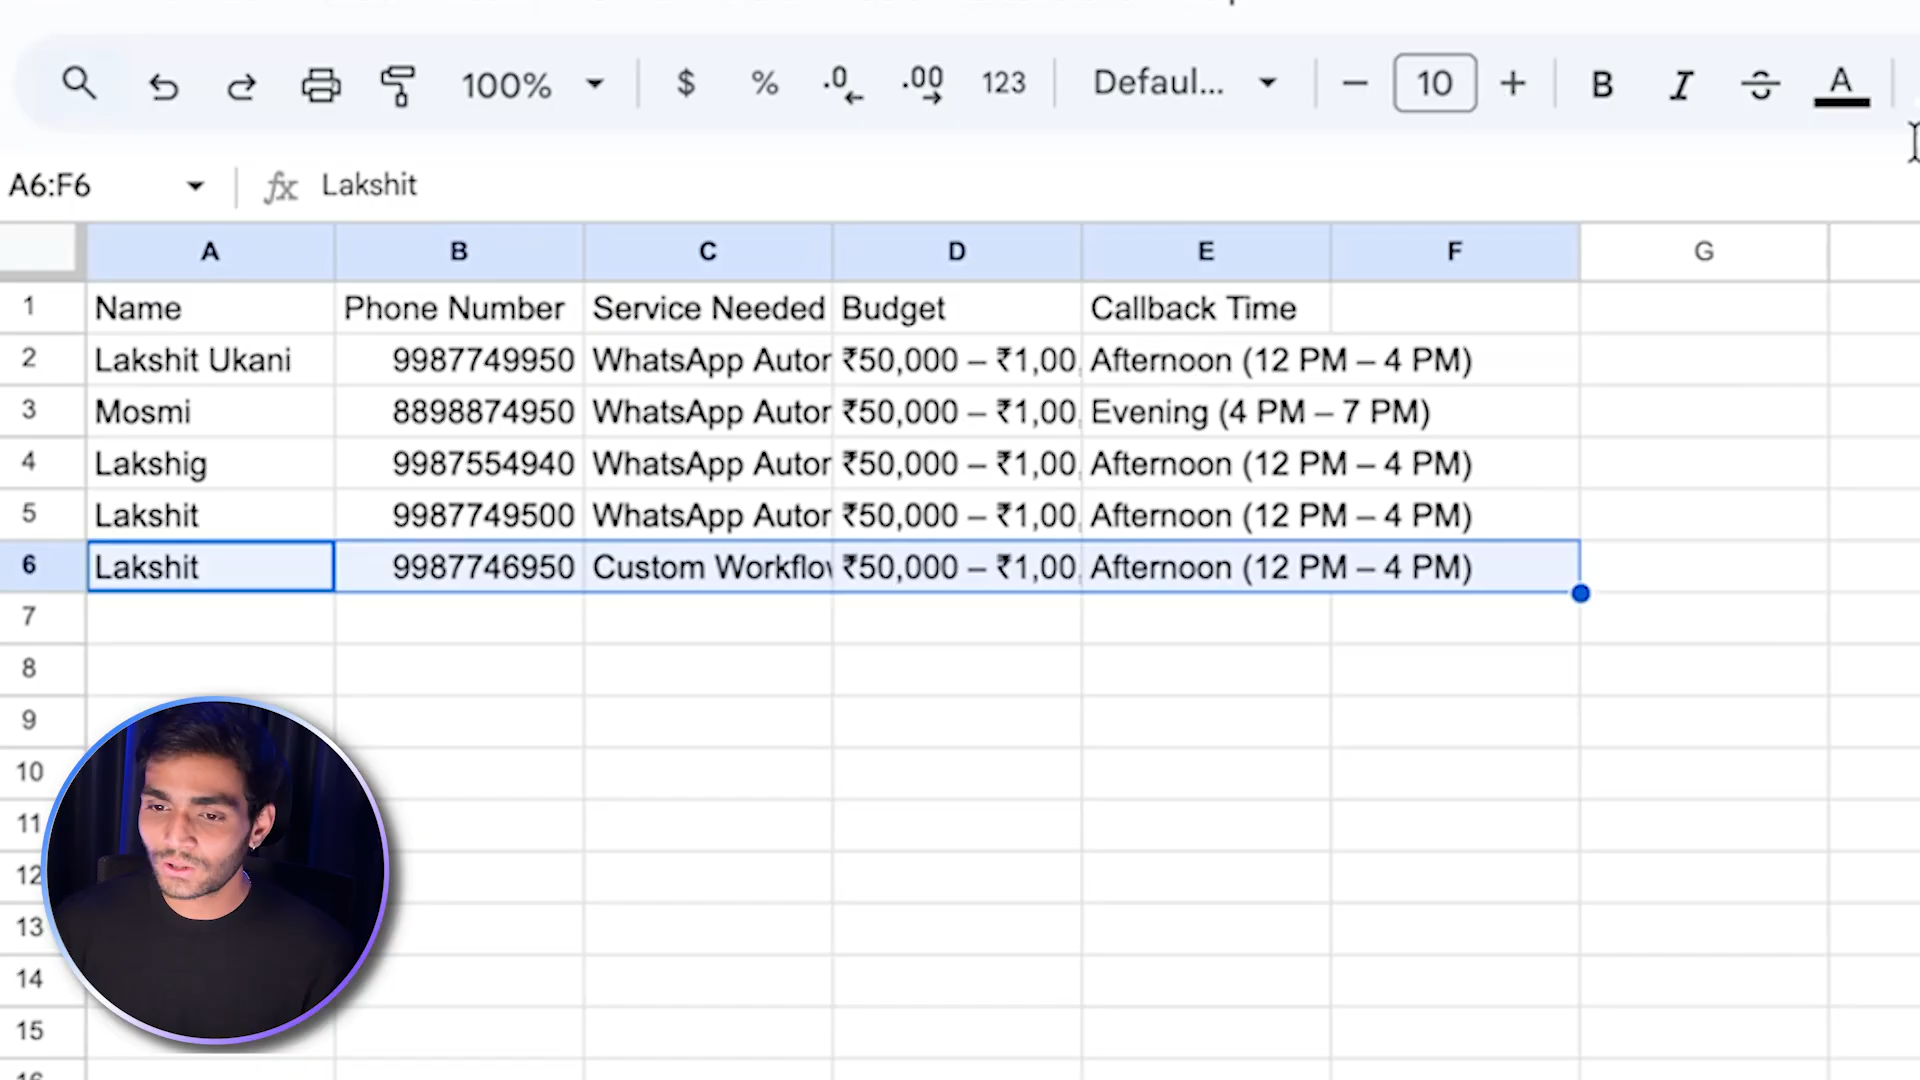 100% $ % .0 .00 123 Defaul... 10 B I S A
A6:F6 fx Lakshit
A B C D E F G
1 Name Phone Number Service Needed Budget Callback Time
2 Lakshit Ukani 9987749950 WhatsApp Autor ₹50,000 – ₹1,00, Afternoon (12 PM – 4 PM)
3 Mosmi 8898874950 WhatsApp Autor ₹50,000 – ₹1,00, Evening (4 PM – 7 PM)
4 Lakshig 9987554940 WhatsApp Autor ₹50,000 – ₹1,00, Afternoon (12 PM – 4 PM)
5 Lakshit 9987749500 WhatsApp Autor ₹50,000 – ₹1,00, Afternoon (12 PM – 4 PM)
6 Lakshit 9987746950 Custom Workflov ₹50,000 – ₹1,00, Afternoon (12 PM – 4 PM)
7
8
9
10
11
12
13
14
15